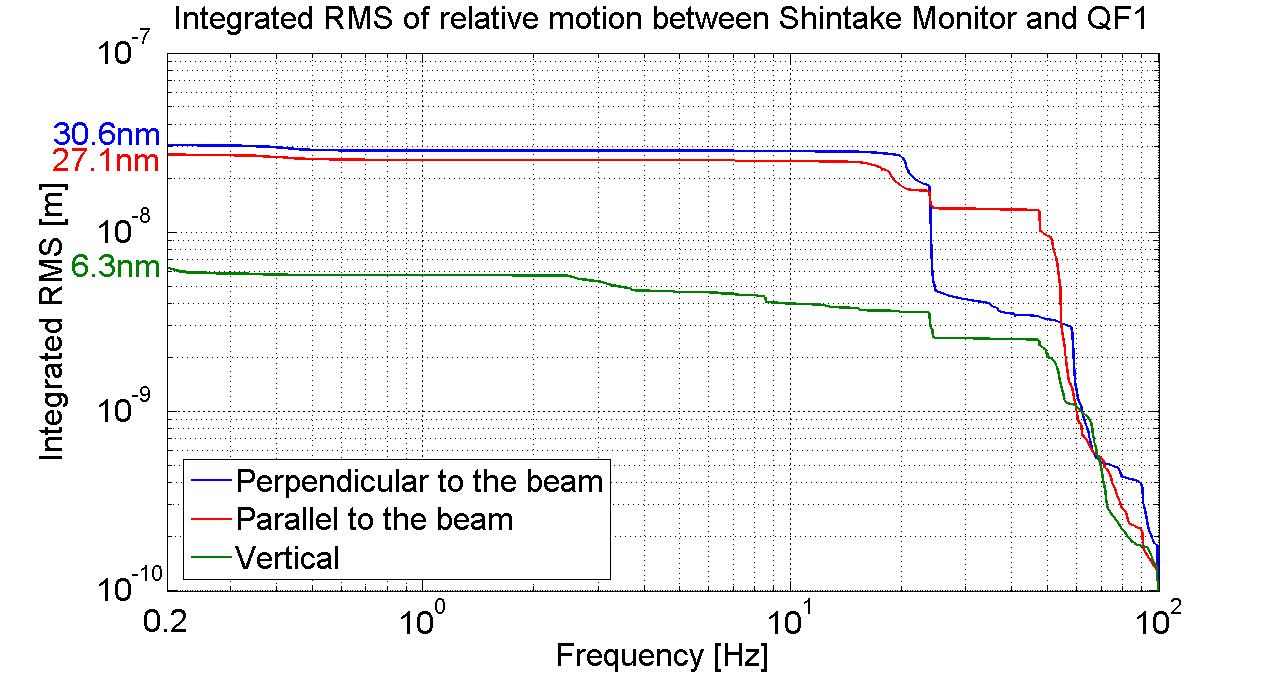 Integrated RMS of relative motion between Shintake Monitor and QF1
10^-7
30.6nm
27.1nm
10^-8
6.3nm
10^-9
10^-10
Integrated RMS [m]
Perpendicular to the beam
Parallel to the beam
Vertical
0.2 10^0 10^1 10^2
Frequency [Hz]